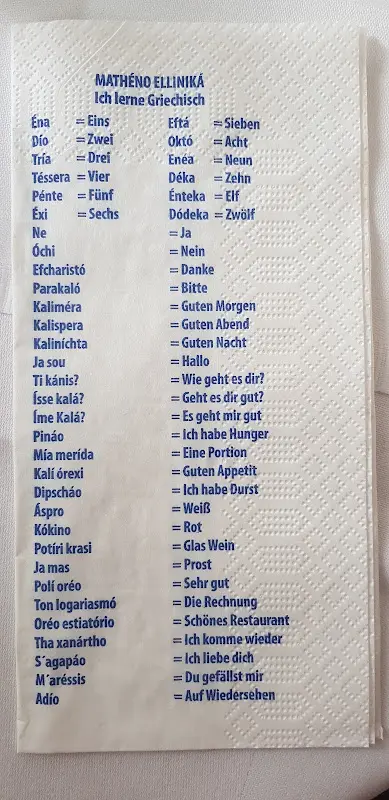 MATHÉNO ELLINIKÁ
Ich lerne Griechisch
Éna = Eins Eftá = Sieben
Dío = Zwei Októ = Acht
Tría = Drei Enéa = Neun
Téssera = Vier Déka = Zehn
Pénte = Fünf Énteka = Elf
Éxi = Sechs Dódeka = Zwölf
Ne = Ja
Óchi = Nein
Efcharistó = Danke
Parakaló = Bitte
Kaliméra = Guten Morgen
Kalispera = Guten Abend
Kaliníchta = Guten Nacht
Ja sou = Hallo
Ti kánis? = Wie geht es dir?
Ísse kalá? = Geht es dir gut?
Íme Kalá? = Es geht mir gut
Pináo = Ich habe Hunger
Mía merída = Eine Portion
Kalí órexi = Guten Appetit
Dipscháo = Ich habe Durst
Áspro = Weiß
Kókino = Rot
Potíri krasi = Glas Wein
Ja mas = Prost
Polí oréo = Sehr gut
Ton logariasmó = Die Rechnung
Oréo estiatório = Schönes Restaurant
Tha xanártho = Ich komme wieder
S´agapáo = Ich liebe dich
M´aréssis = Du gefällst mir
Adío = Auf Wiedersehen